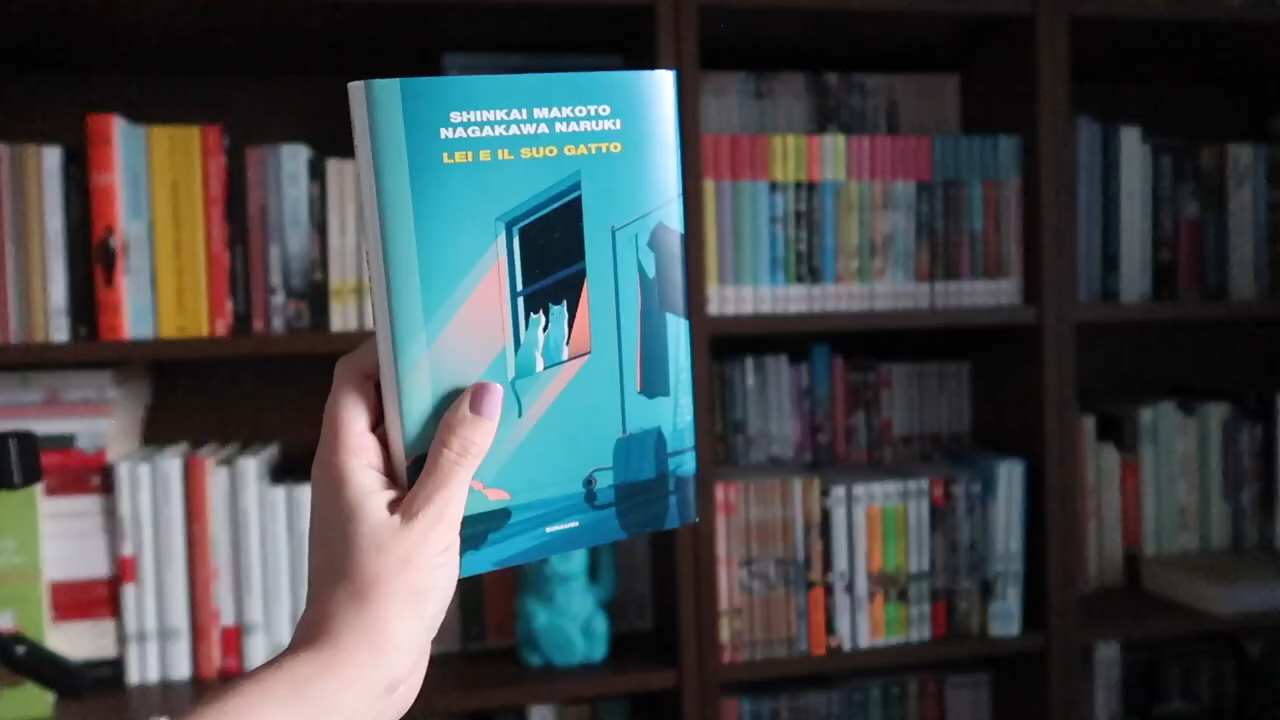 SHINKAI MAKOTO
NAGAKAWA NARUKI
LEI E IL SUO GATTO
EINAUDI